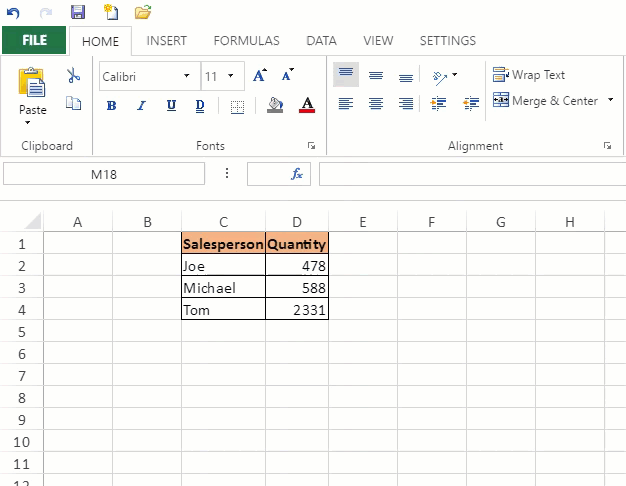 FILE HOME INSERT FORMULAS DATA VIEW SETTINGS
Calibri 11 A A Wrap Text
Paste B I U D A Merge & Center
Clipboard Fonts Alignment
M18 fx
A B C D E F G H
1 Salesperson Quantity
2 Joe 478
3 Michael 588
4 Tom 2331
5
6
7
8
9
10
11
12